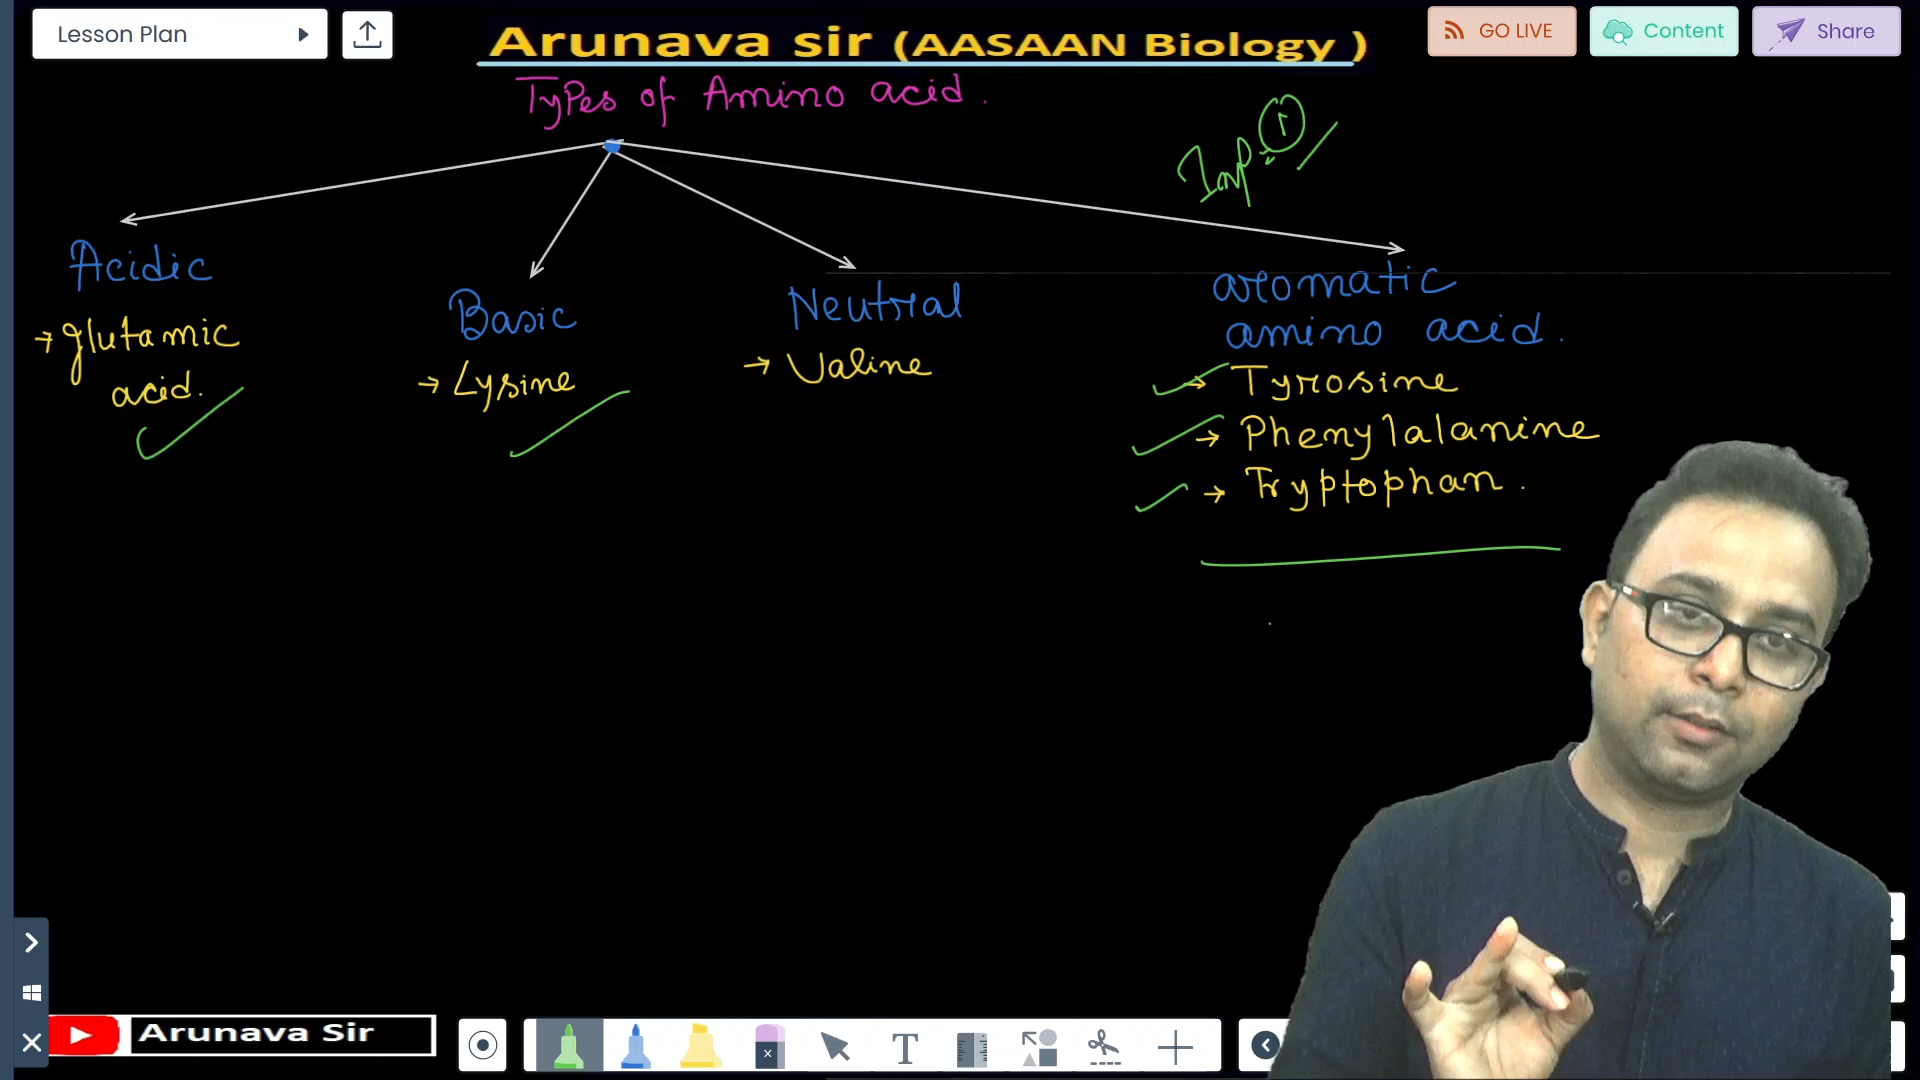 Lesson Plan
Arunava sir (AASAAN Biology )
GO LIVE
Content
Share
Types of Amino acid.
Imp.
Acidic
→ glutamic
acid.
Basic
→ Lysine
Neutral
→ Valine
aromatic
amino acid.
→ Tyrosine
→ Phenylalanine
→ Tryptophan.
Arunava Sir
T